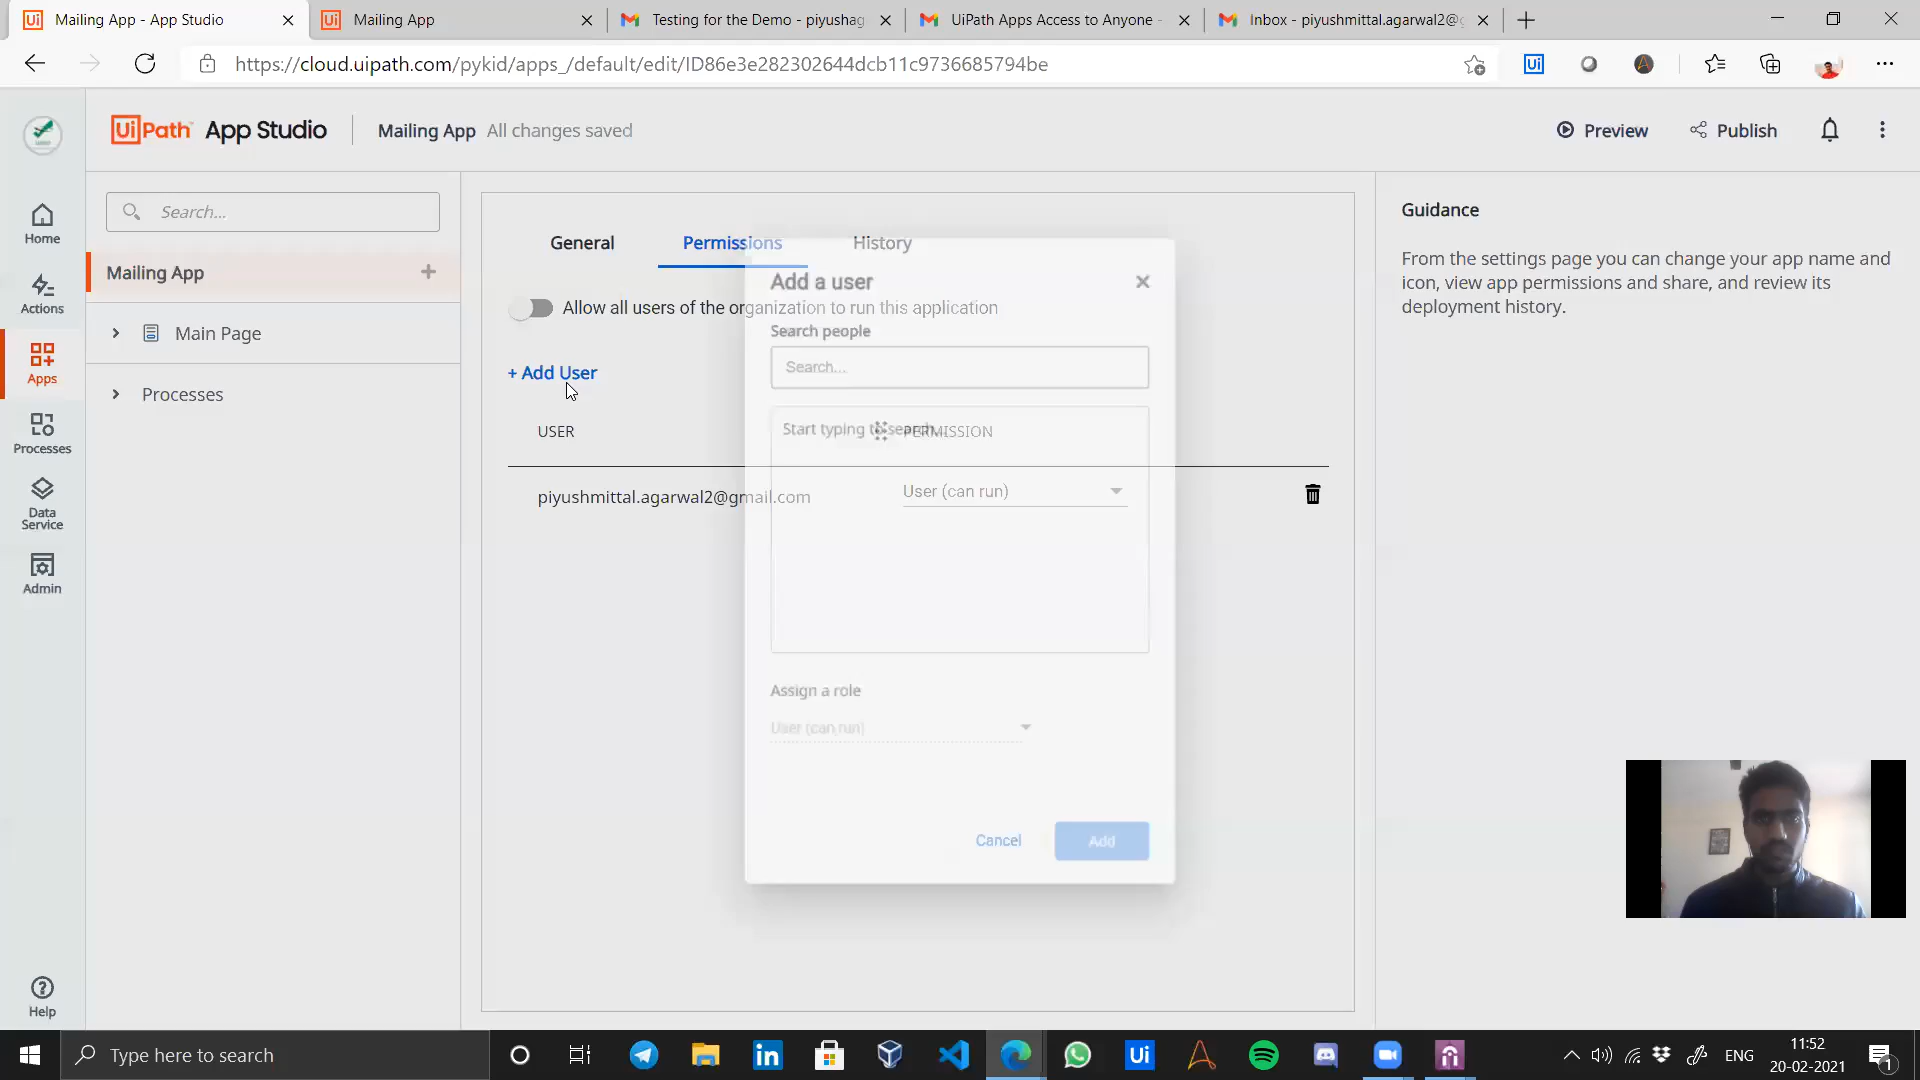 Mailing App - App Studio
Mailing App
Testing for the Demo - piyushag
UiPath Apps Access to Anyone -
Inbox - piyushmittal.agarwal2@g
https://cloud.uipath.com/pykid/apps_/default/edit/ID86e3e282302644dcb11c9736685794be
UiPath App Studio
Mailing App All changes saved
Preview
Publish
Home
Actions
Apps
Processes
Data Service
Admin
Help
Search...
Mailing App
Main Page
Processes
General
Permissions
History
Allow all users of the organization to run this application
+ Add User
USER
PERMISSION
piyushmittal.agarwal2@gmail.com
User (can run)
Add a user
Search people
Search...
Start typing to search...
Assign a role
User (can run)
Cancel
Add
Guidance
From the settings page you can change your app name and
icon, view app permissions and share, and review its
deployment history.
Type here to search
ENG
11:52
20-02-2021
1